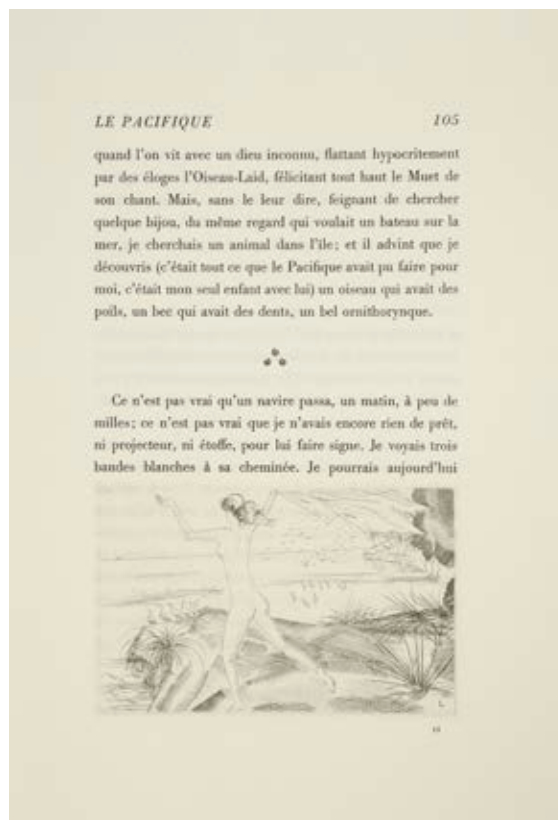 LE PACIFIQUE 105
quand l'on vit avec un dieu inconnu, flattant hypocritement
par des éloges l'Oiseau-Laid, félicitant tout haut le Muet de
son chant. Mais, sans le leur dire, feignant de chercher
quelque bijou, du même regard qui voulait un bateau sur la
mer, je cherchais un animal dans l'île; et il advint que je
découvris (c'était tout ce que le Pacifique avait pu faire pour
moi, c'était mon seul enfant avec lui) un oiseau qui avait des
poils, un bec qui avait des dents, un bel ornithorynque.
Ce n'est pas vrai qu'un navire passa, un matin, à peu de
milles; ce n'est pas vrai que je n'avais encore rien de prêt,
ni projecteur, ni étoffe, pour lui faire signe. Je voyais trois
bandes blanches à sa cheminée. Je pourrais aujourd'hui
L